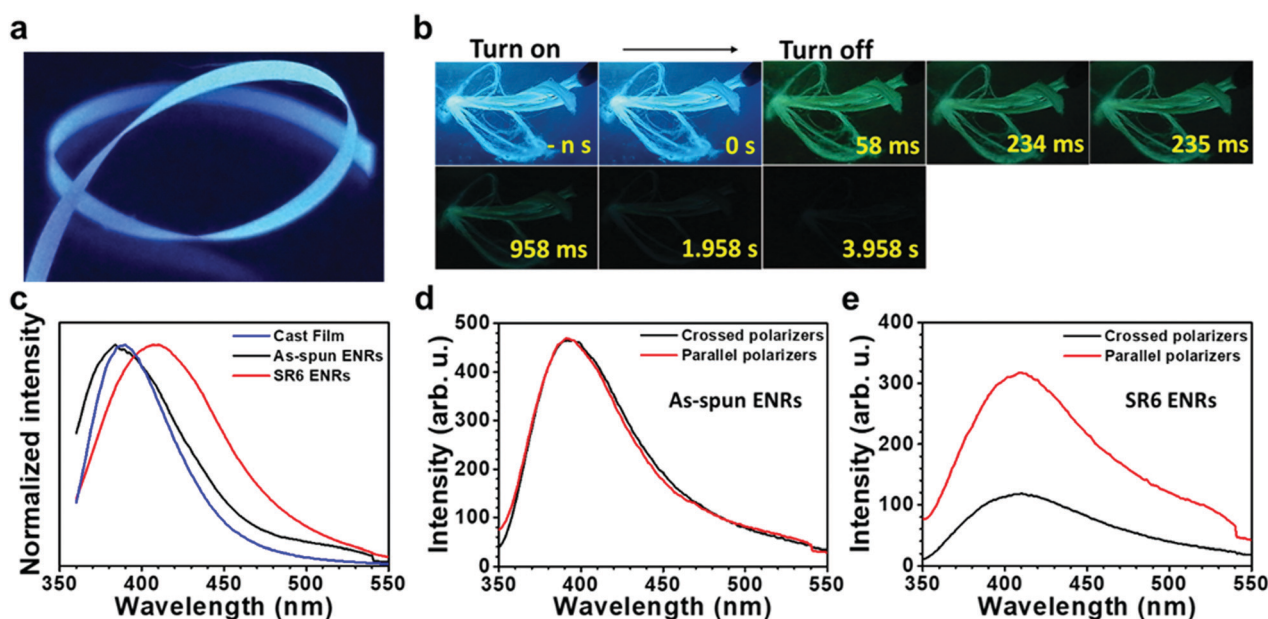 a
b
Turn on
Turn off
- n s
0 s
58 ms
234 ms
235 ms
958 ms
1.958 s
3.958 s
c
Normalized intensity
Cast Film
As-spun ENRs
SR6 ENRs
350 400 450 500 550
Wavelength (nm)
d
Intensity (arb. u.)
500
400
300
200
100
0
Crossed polarizers
Parallel polarizers
As-spun ENRs
350 400 450 500 550
Wavelength (nm)
e
Intensity (arb. u.)
400
300
200
100
0
Crossed polarizers
Parallel polarizers
SR6 ENRs
350 400 450 500 550
Wavelength (nm)